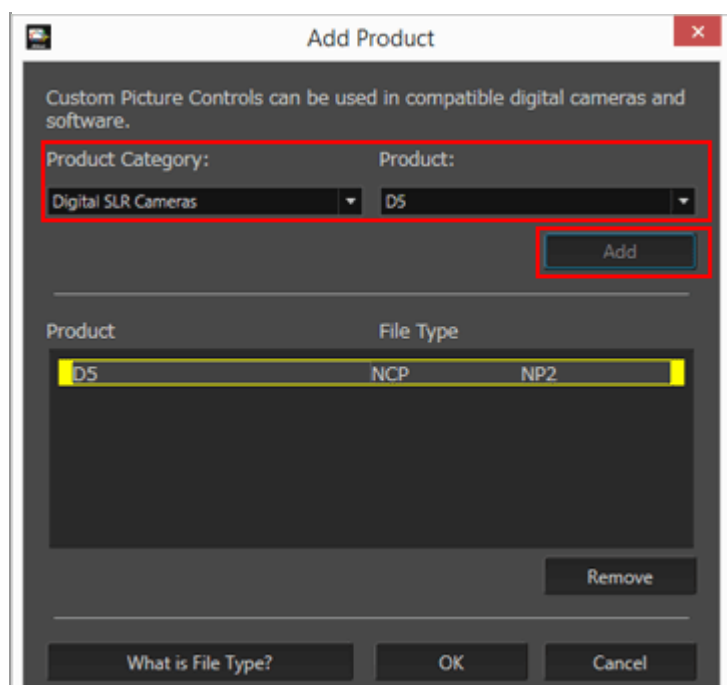 Add Product
Custom Picture Controls can be used in compatible digital cameras and
software.
Product Category: Product:
Digital SLR Cameras D5
Add
Product File Type
D5 NCP NP2
Remove
What is File Type? OK Cancel